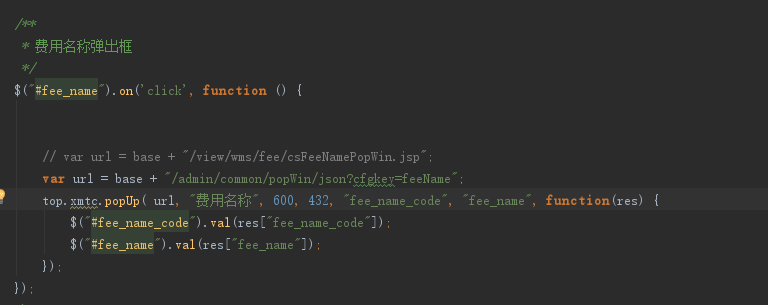 /**
 * 费用名称弹出框
 */
$("#fee_name").on('click', function () {
// var url = base + "/view/wms/fee/csFeeNamePopWin.jsp";
var url = base + "/admin/common/popWin/json?cfgkey=feeName";
top.xmtc.popUp( url, "费用名称", 600, 432, "fee_name_code", "fee_name", function(res) {
$("#fee_name_code").val(res["fee_name_code"]);
$("#fee_name").val(res["fee_name"]);
});
});